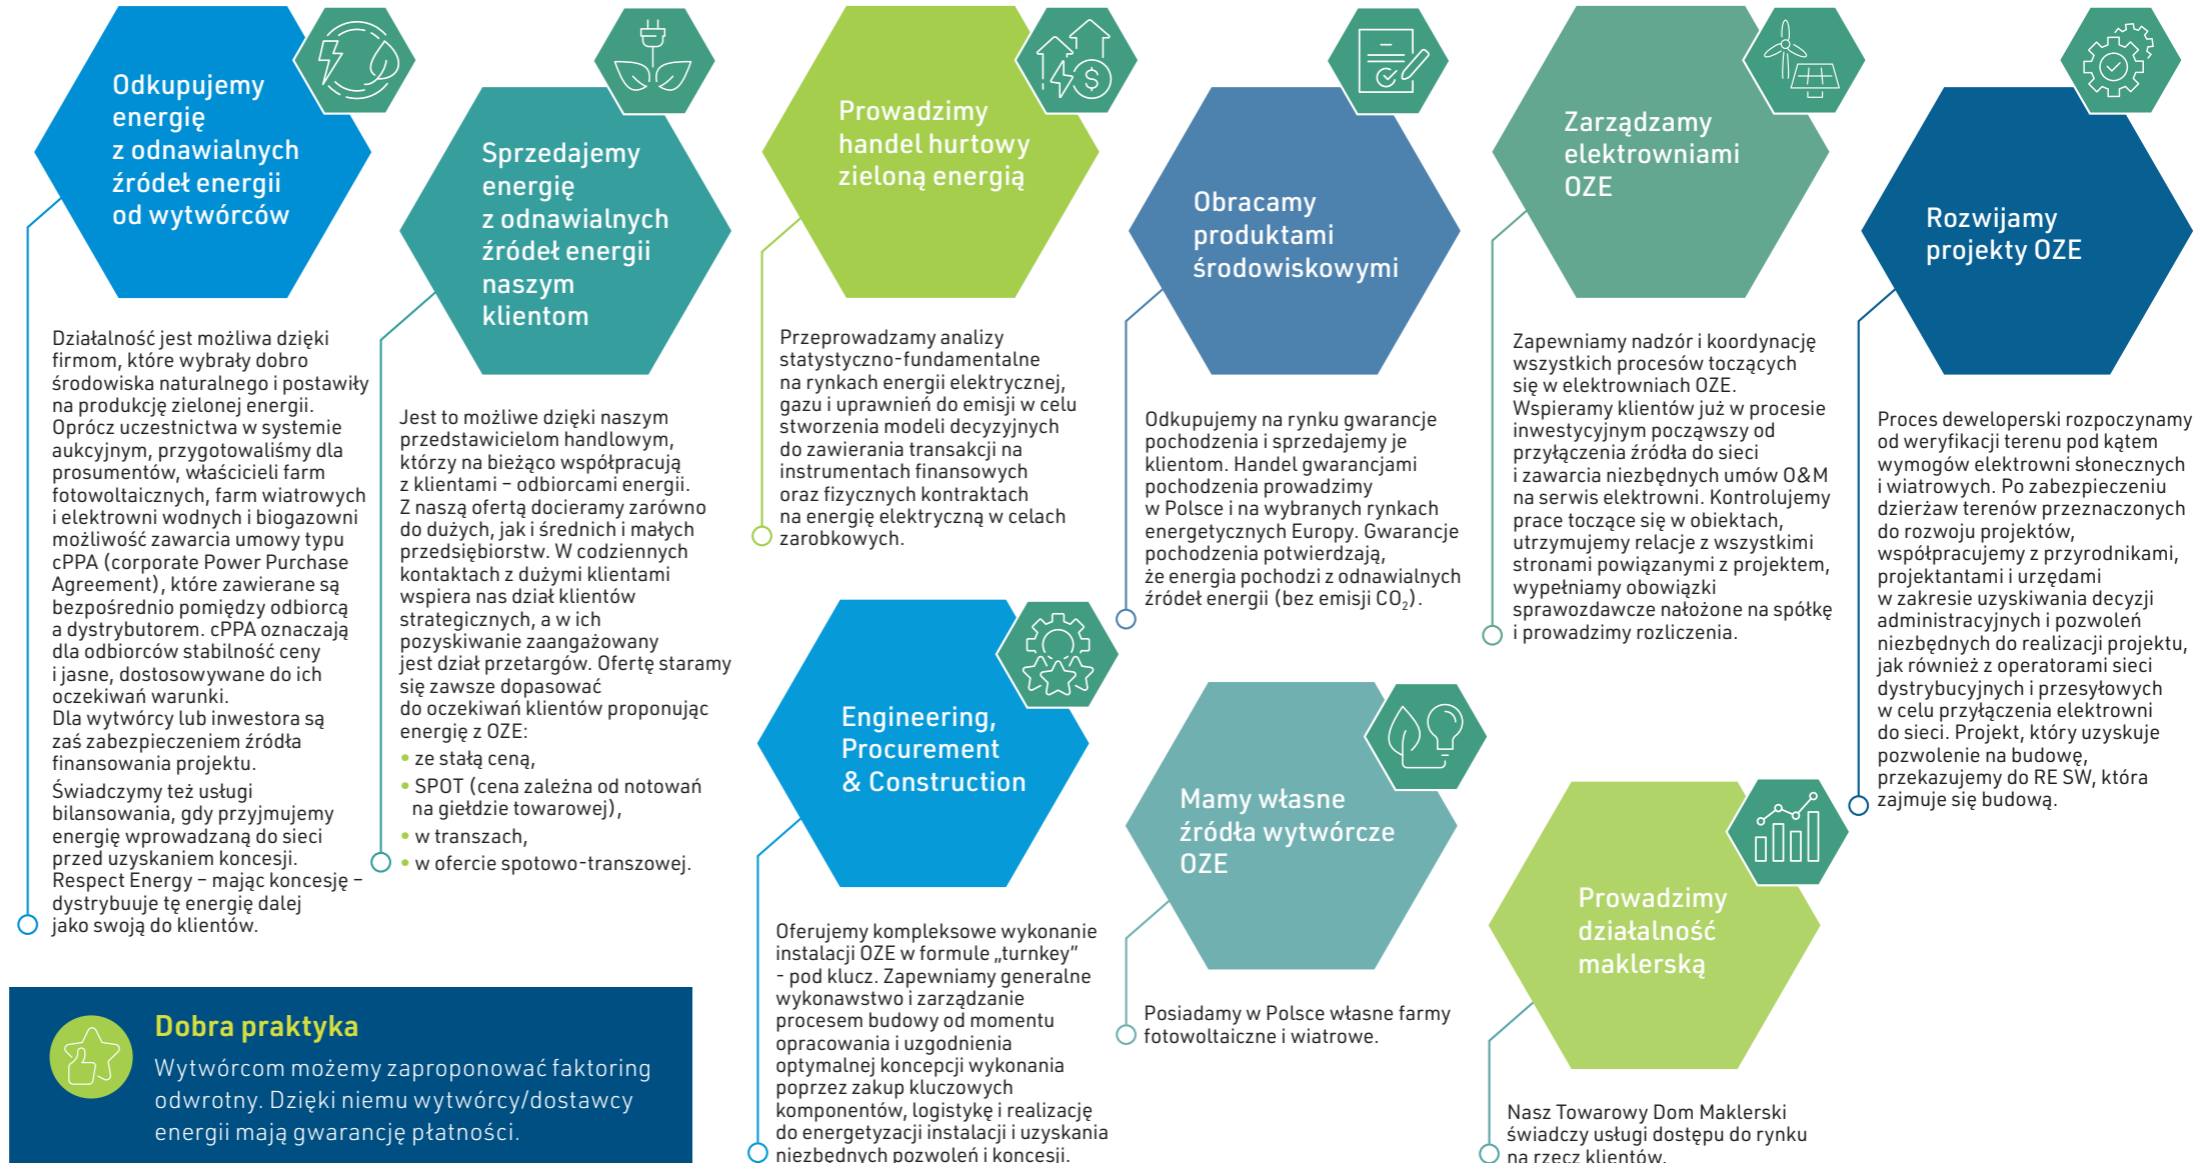 Odkupujemy
energię
z odnawialnych
źródeł energii
od wytwórców
Działalność jest możliwa dzięki
firmom, które wybrały dobro
środowiska naturalnego i postawiły
na produkcję zielonej energii.
Oprócz uczestnictwa w systemie
aukcyjnym, przygotowaliśmy dla
prosumentów, właścicieli farm
fotowoltaicznych, farm wiatrowych
i elektrowni wodnych i biogazowni
możliwość zawarcia umowy typu
cPPA (corporate Power Purchase
Agreement), które zawierane są
bezpośrednio pomiędzy odbiorcą
a dystrybutorem. cPPA oznaczają
dla odbiorców stabilność ceny
i jasne, dostosowywane do ich
oczekiwań warunki.
Dla wytwórcy lub inwestora są
zaś zabezpieczeniem źródła
finansowania projektu.
Świadczymy też usługi
bilansowania, gdy przyjmujemy
energię wprowadzaną do sieci
przed uzyskaniem koncesji.
Respect Energy – mając koncesję –
dystrybuuje tę energię dalej
jako swoją do klientów.
Sprzedajemy
energię
z odnawialnych
źródeł energii
naszym
klientom
Jest to możliwe dzięki naszym
przedstawicielom handlowym,
którzy na bieżąco współpracują
z klientami – odbiorcami energii.
Z naszą ofertą docieramy zarówno
do dużych, jak i średnich i małych
przedsiębiorstw. W codziennych
kontaktach z dużymi klientami
wspiera nas dział klientów
strategicznych, a w ich
pozyskiwanie zaangażowany
jest dział przetargów. Ofertę staramy
się zawsze dopasować
do oczekiwań klientów proponując
energię z OZE:
• ze stałą ceną,
• SPOT (cena zależna od notowań
na giełdzie towarowej),
• w transzach,
• w ofercie spotowo-transzowej.
Prowadzimy
handel hurtowy
zieloną energią
Przeprowadzamy analizy
statystyczno-fundamentalne
na rynkach energii elektrycznej,
gazu i uprawnień do emisji w celu
stworzenia modeli decyzyjnych
do zawierania transakcji na
instrumentach finansowych
oraz fizycznych kontraktach
na energię elektryczną w celach
zarobkowych.
Obracamy
produktami
środowiskowymi
Odkupujemy na rynku gwarancje
pochodzenia i sprzedajemy je
klientom. Handel gwarancjami
pochodzenia prowadzimy
w Polsce i na wybranych rynkach
energetycznych Europy. Gwarancje
pochodzenia potwierdzają,
że energia pochodzi z odnawialnych
źródeł energii (bez emisji CO₂).
Zarządzamy
elektrowniami
OZE
Zapewniamy nadzór i koordynację
wszystkich procesów toczących
się w elektrowniach OZE.
Wspieramy klientów już w procesie
inwestycyjnym począwszy od
przyłączenia źródła do sieci
i zawarcia niezbędnych umów O&M
na serwis elektrowni. Kontrolujemy
prace toczące się w obiektach,
utrzymujemy relacje z wszystkimi
stronami powiązanymi z projektem,
wypełniamy obowiązki
sprawozdawcze nałożone na spółkę
i prowadzimy rozliczenia.
Rozwijamy
projekty OZE
Proces deweloperski rozpoczynamy
od weryfikacji terenu pod kątem
wymogów elektrowni słonecznych
i wiatrowych. Po zabezpieczeniu
dzierżaw terenów przeznaczonych
do rozwoju projektów,
współpracujemy z przyrodnikami,
projektantami i urzędami
w zakresie uzyskiwania decyzji
administracyjnych i pozwoleń
niezbędnych do realizacji projektu,
jak również z operatorami sieci
dystrybucyjnych i przesyłowych
w celu przyłączenia elektrowni
do sieci. Projekt, który uzyskuje
pozwolenie na budowę,
przekazujemy do RE SW, która
zajmuje się budową.
Engineering,
Procurement
& Construction
Oferujemy kompleksowe wykonanie
instalacji OZE w formule „turnkey”
- pod klucz. Zapewniamy generalne
wykonawstwo i zarządzanie
procesem budowy od momentu
opracowania i uzgodnienia
optymalnej koncepcji wykonania
poprzez zakup kluczowych
komponentów, logistykę i realizację
do energetyzacji instalacji i uzyskania
niezbędnych pozwoleń i koncesji.
Mamy własne
źródła wytwórcze
OZE
Posiadamy w Polsce własne farmy
fotowoltaiczne i wiatrowe.
Prowadzimy
działalność
maklerską
Nasz Towarowy Dom Maklerski
świadczy usługi dostępu do rynku
na rzecz klientów.
Dobra praktyka
Wytwórcom możemy zaproponować faktoring
odwrotny. Dzięki niemu wytwórcy/dostawcy
energii mają gwarancję płatności.